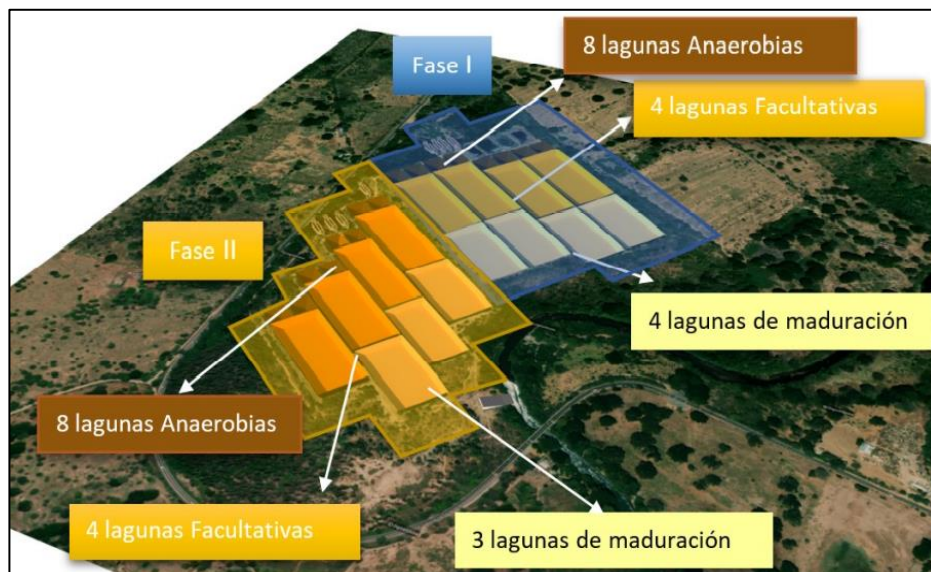 8 lagunas Anaerobias
Fase I
4 lagunas Facultativas
Fase II
4 lagunas de maduración
8 lagunas Anaerobias
4 lagunas Facultativas
3 lagunas de maduración